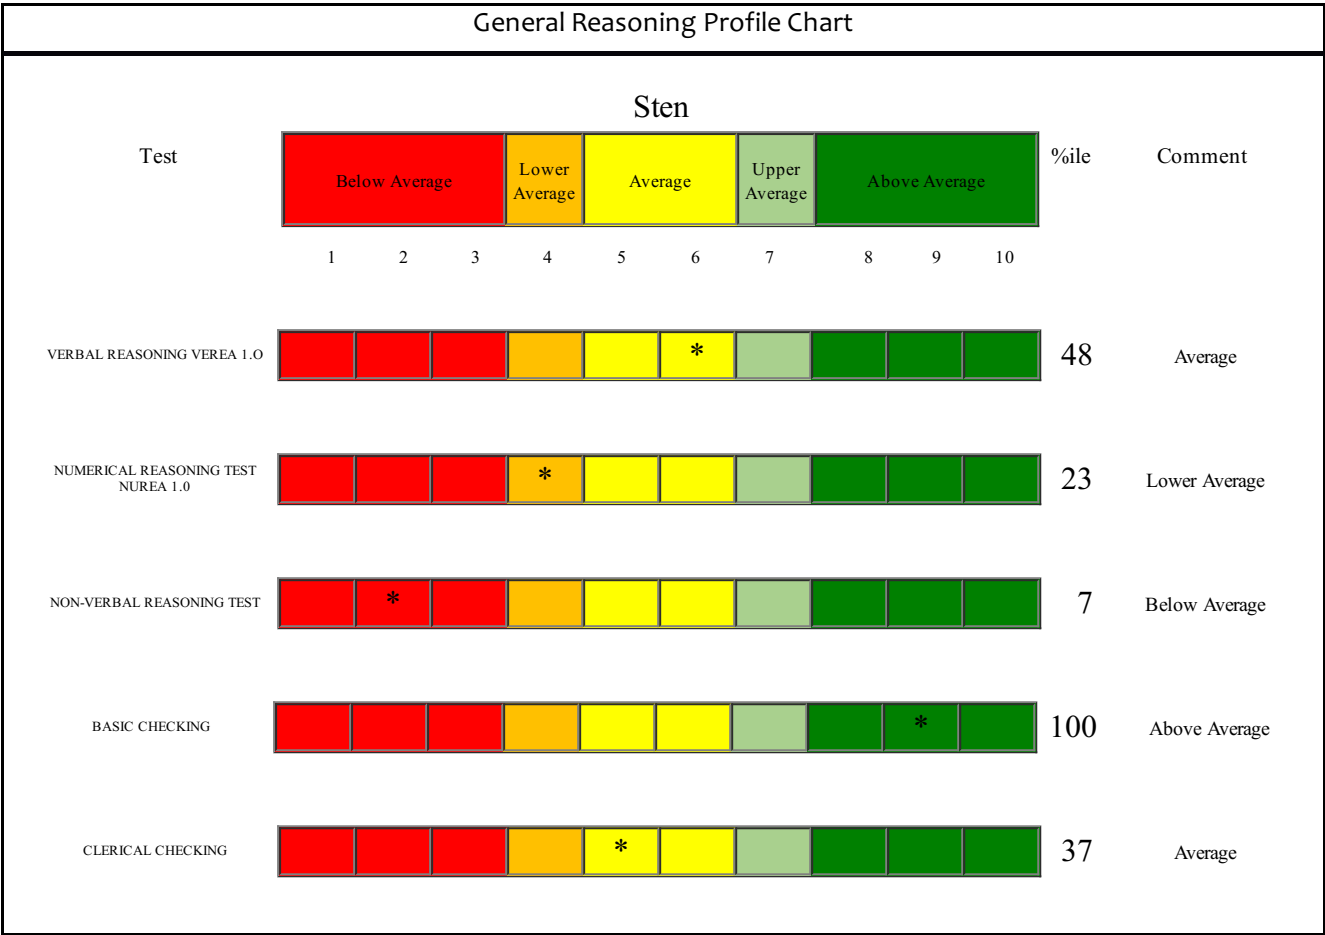 General Reasoning Profile Chart
Sten
Test
Below Average
Lower
Average
Average
Upper
Average
Above Average
%ile
Comment
1 2 3 4 5 6 7 8 9 10
VERBAL REASONING VEREA 1.O
*
48
Average
NUMERICAL REASONING TEST
NUREA 1.0
*
23
Lower Average
NON-VERBAL REASONING TEST
*
7
Below Average
BASIC CHECKING
*
100
Above Average
CLERICAL CHECKING
*
37
Average